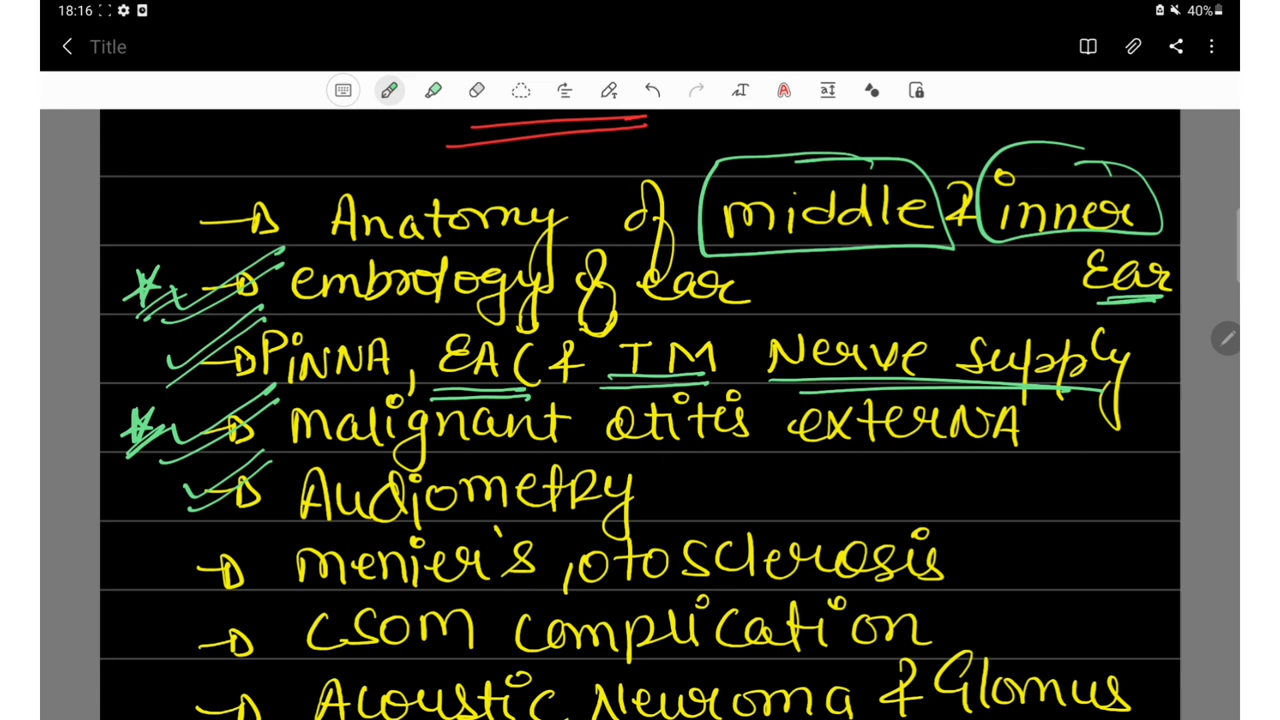 18:16 40%
Title
Anatomy of middle & inner
Ear
embrology of ear
PiNNA, EAC & TM Nerve Supply
malignant otitis externA
Audiometry
menier's, otosclerosis
CSOM complication
Acoustic Neuroma & Glomus